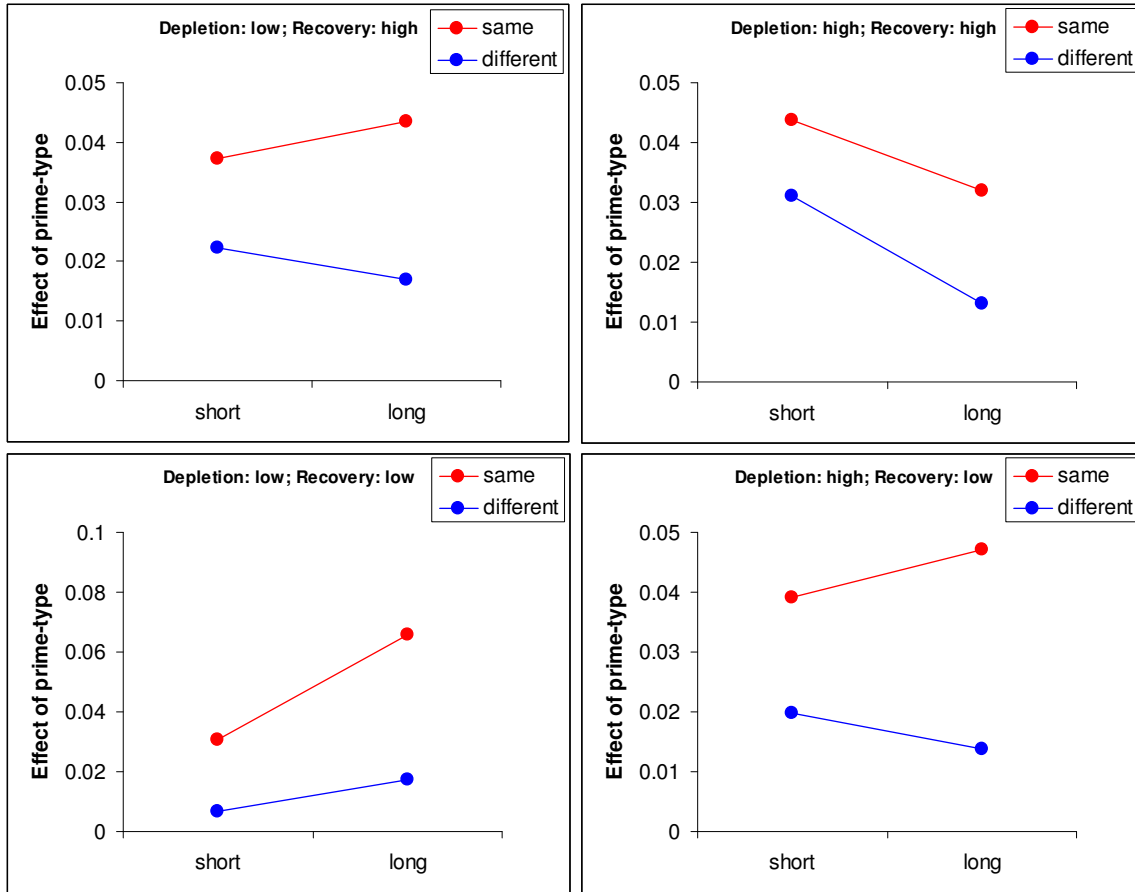 Depletion: low; Recovery: high
same
different
Effect of prime-type
0.05
0.04
0.03
0.02
0.01
0
short long
Depletion: high; Recovery: high
same
different
Effect of prime-type
0.05
0.04
0.03
0.02
0.01
0
short long
Depletion: low; Recovery: low
same
different
Effect of prime-type
0.1
0.08
0.06
0.04
0.02
0
short long
Depletion: high; Recovery: low
same
different
Effect of prime-type
0.05
0.04
0.03
0.02
0.01
0
short long